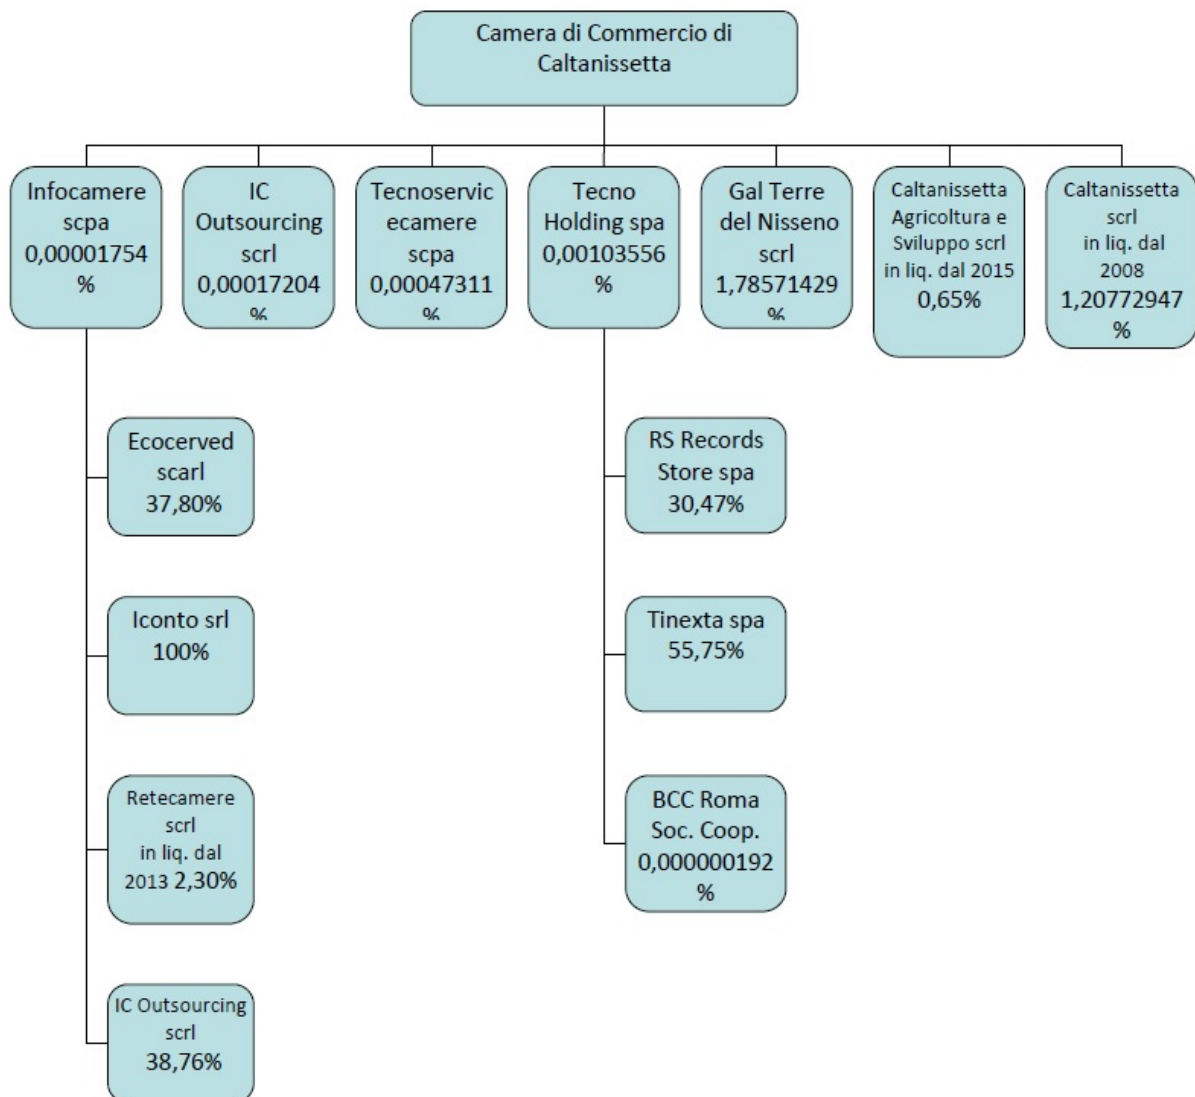 Camera di Commercio di
Caltanissetta
Infocamere
scpa
0,00001754
%
IC
Outsourcing
scrl
0,00017204
%
Tecnoservic
ecamere
scpa
0,00047311
%
Tecno
Holding spa
0,00103556
%
Gal Terre
del Nisseno
scrl
1,78571429
%
Caltanissetta
Agricoltura e
Sviluppo scrl
in liq. dal 2015
0,65%
Caltanissetta
scrl
in liq. dal
2008
1,20772947
%
Ecocerved
scarl
37,80%
Iconto srl
100%
Retecamere
scrl
in liq. dal
2013 2,30%
IC Outsourcing
scrl
38,76%
RS Records
Store spa
30,47%
Tinexta spa
55,75%
BCC Roma
Soc. Coop.
0,000000192
%